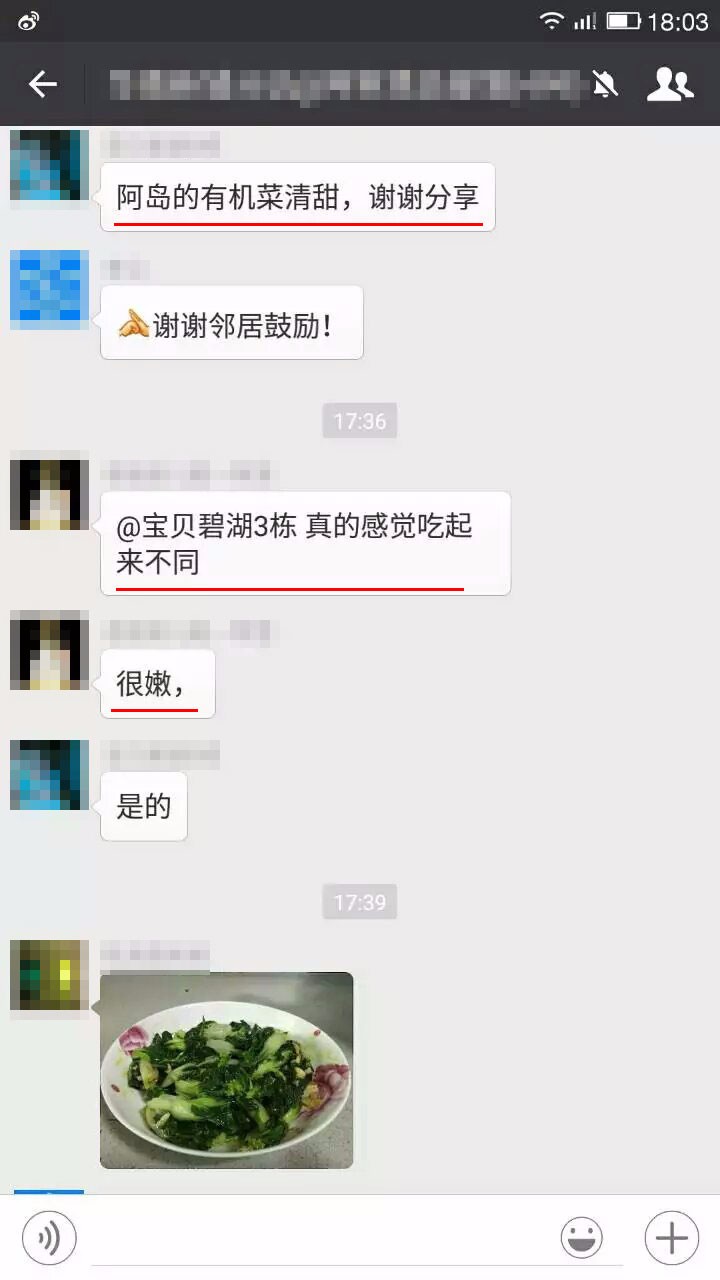 18:03
阿岛的有机菜清甜，谢谢分享
谢谢邻居鼓励！
17:36
@宝贝碧湖3栋 真的感觉吃起
来不同
很嫩，
是的
17:39